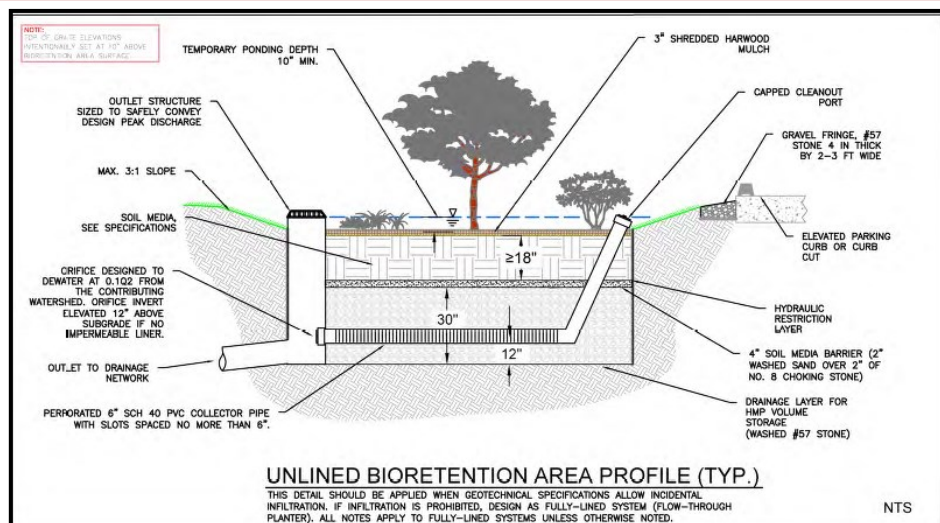 NOTE:
TOP OF GRATE ELEVATIONS
INTENTIONALLY SET AT 10" ABOVE
BIORETENTION AREA SURFACE.
TEMPORARY PONDING DEPTH
10" MIN.
3" SHREDDED HARWOOD
MULCH
OUTLET STRUCTURE
SIZED TO SAFELY CONVEY
DESIGN PEAK DISCHARGE
CAPPED CLEANOUT
PORT
GRAVEL FRINGE, #57
STONE 4 IN THICK
BY 2-3 FT WIDE
MAX. 3:1 SLOPE
SOIL MEDIA,
SEE SPECIFICATIONS
ELEVATED PARKING
CURB OR CURB
CUT
≥18"
ORIFICE DESIGNED TO
DEWATER AT 0.1Q2 FROM
THE CONTRIBUTING
WATERSHED. ORIFICE INVERT
ELEVATED 12" ABOVE
SUBGRADE IF NO
IMPERMEABLE LINER.
30"
12"
HYDRAULIC
RESTRICTION
LAYER
OUTLET TO DRAINAGE
NETWORK
4" SOIL MEDIA BARRIER (2"
WASHED SAND OVER 2" OF
NO. 8 CHOKING STONE)
PERFORATED 6" SCH 40 PVC COLLECTOR PIPE
WITH SLOTS SPACED NO MORE THAN 6".
DRAINAGE LAYER FOR
HMP VOLUME
STORAGE
(WASHED #57 STONE)
UNLINED BIORETENTION AREA PROFILE (TYP.)
THIS DETAIL SHOULD BE APPLIED WHEN GEOTECHNICAL SPECIFICATIONS ALLOW INCIDENTAL
INFILTRATION. IF INFILTRATION IS PROHIBITED, DESIGN AS FULLY-LINED SYSTEM (FLOW-THROUGH
PLANTER). ALL NOTES APPLY TO FULLY-LINED SYSTEMS UNLESS OTHERWISE NOTED.
NTS